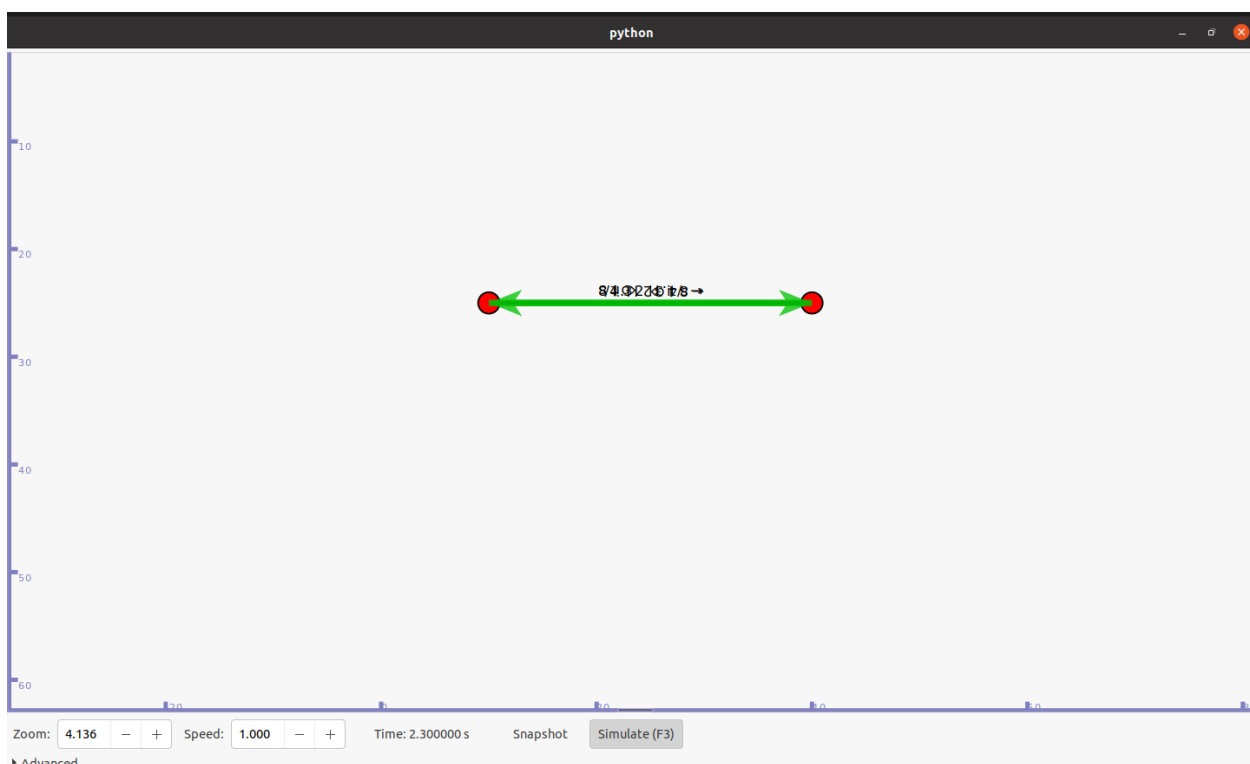 python
10
20
30
40
50
60
Zoom: 4.136 − + Speed: 1.000 − + Time: 2.300000 s Snapshot Simulate (F3)
Advanced